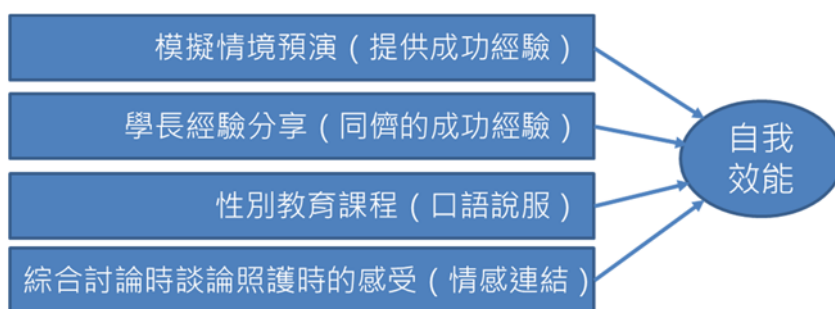 模擬情境預演（提供成功經驗）
學長經驗分享（同儕的成功經驗）
性別教育課程（口語說服）
綜合討論時談論照護時的感受（情感連結）
自我
效能